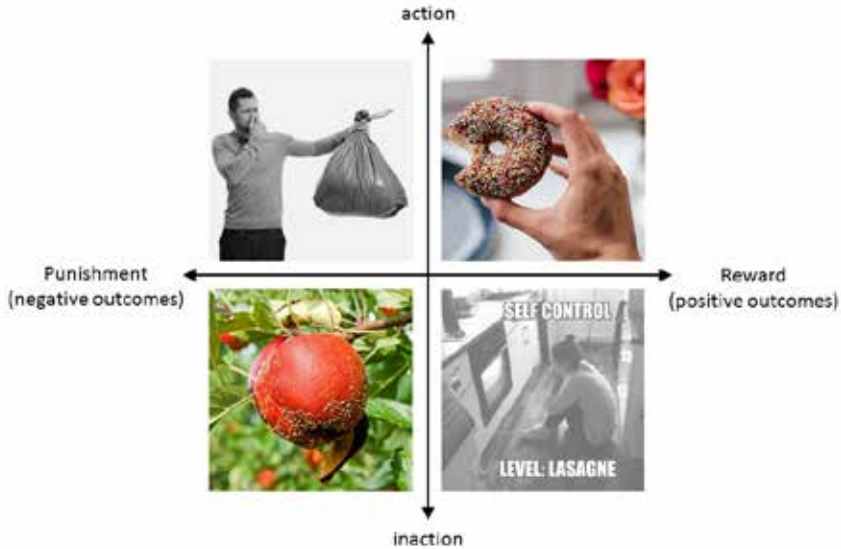 action
Punishment
(negative outcomes)
Reward
(positive outcomes)
SELF CONTROL
LEVEL: LASAGNE
inaction